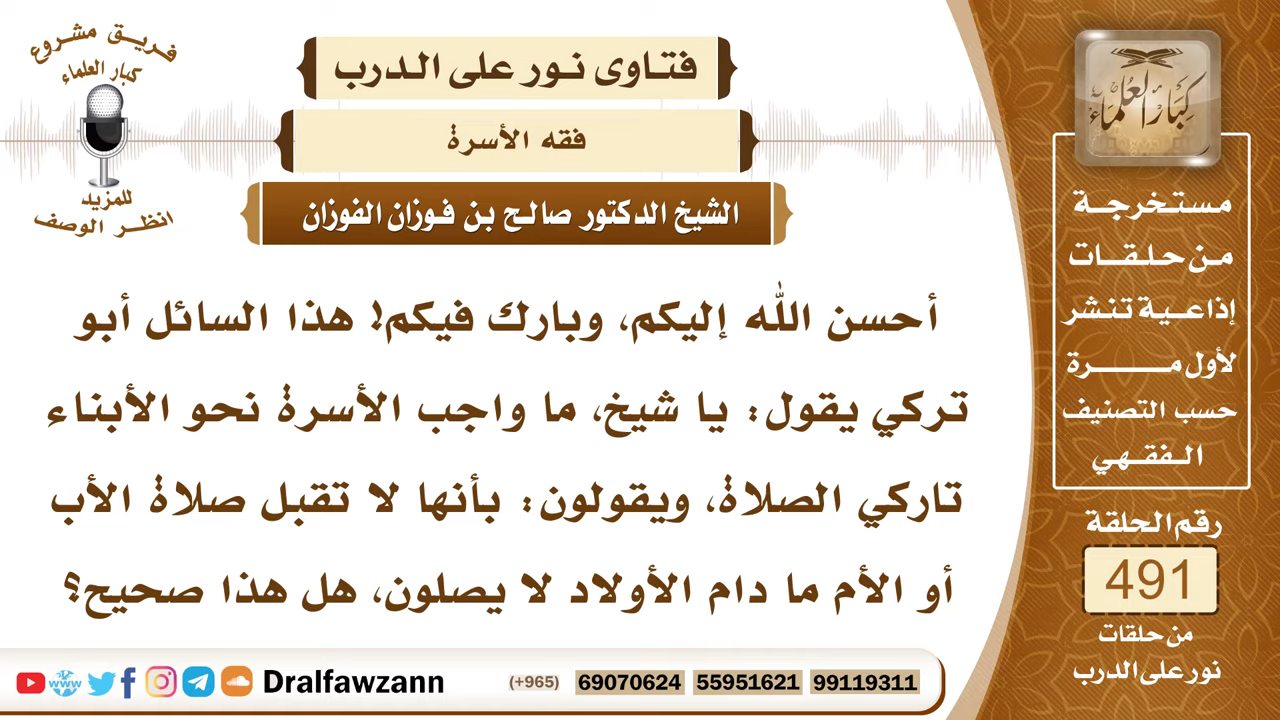 فريق مشروع
كبار العلماء
للمزيد
انظر الوصف
فتاوى نور على الدرب
فقه الأسرة
الشيخ الدكتور صالح بن فوزان الفوزان
أحسن الله إليكم، وبارك فيكم! هذا السائل أبو
تركي يقول: يا شيخ، ما واجب الأسرة نحو الأبناء
تاركي الصلاة، ويقولون: بأنها لا تقبل صلاة الأب
أو الأم ما دام الأولاد لا يصلون، هل هذا صحيح؟
كبار العلماء
مستخرجة
من حلقات
إذاعية تنشر
لأول مرة
حسب التصنيف
الفقهي
رقم الحلقة
491
من حلقات
نور على الدرب
www Dralfawzann (+965) 69070624 55951621 99119311